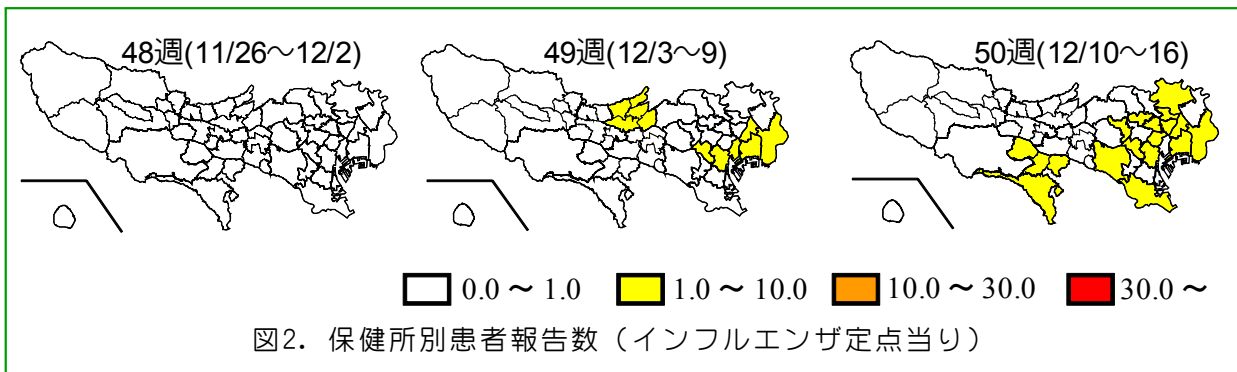 48週(11/26～12/2)
49週(12/3～9)
50週(12/10～16)
0.0 ～ 1.0
1.0 ～ 10.0
10.0 ～ 30.0
30.0 ～
図2. 保健所別患者報告数（インフルエンザ定点当り）